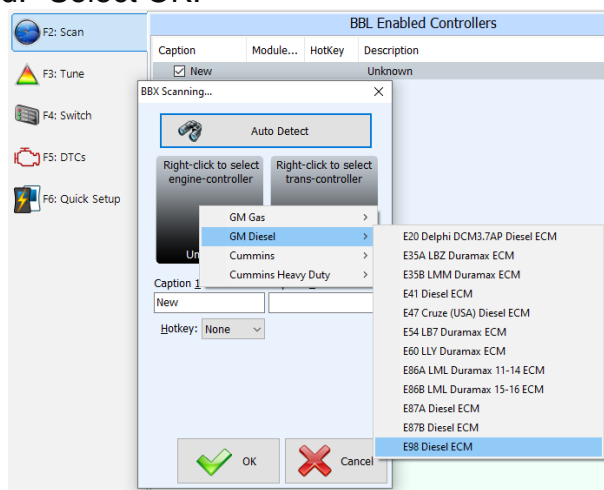 Select OK.
F2: Scan
F3: Tune
F4: Switch
F5: DTCs
F6: Quick Setup
BBL Enabled Controllers
Caption Module... HotKey Description
New Unknown
BBX Scanning...
Auto Detect
Right-click to select
engine-controller
Right-click to select
trans-controller
Un
GM Gas
GM Diesel
Cummins
Cummins Heavy Duty
E20 Delphi DCM3.7AP Diesel ECM
E35A LBZ Duramax ECM
E35B LMM Duramax ECM
E41 Diesel ECM
E47 Cruze (USA) Diesel ECM
E54 LB7 Duramax ECM
E60 LLY Duramax ECM
E86A LML Duramax 11-14 ECM
E86B LML Duramax 15-16 ECM
E87A Diesel ECM
E87B Diesel ECM
E98 Diesel ECM
Caption 1
New
Hotkey: None
OK
Cancel